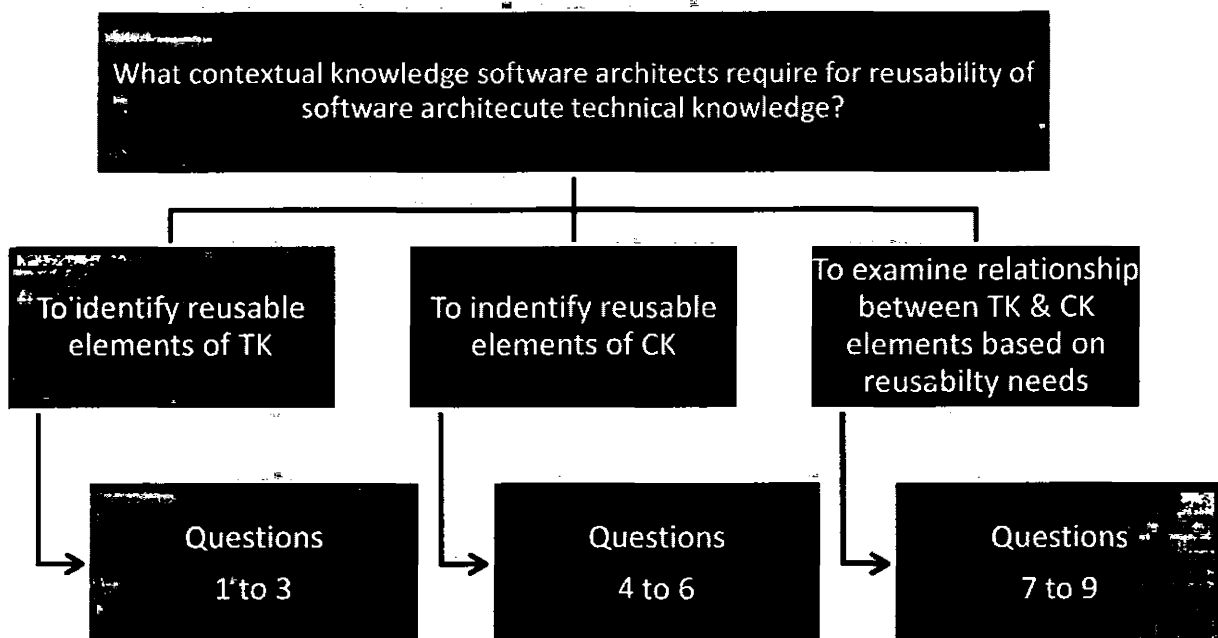 What contextual knowledge software architects require for reusability of
software architecute technical knowledge?
To identify reusable
elements of TK
To indentify reusable
elements of CK
To examine relationship
between TK & CK
elements based on
reusabilty needs
Questions
1 to 3
Questions
4 to 6
Questions
7 to 9